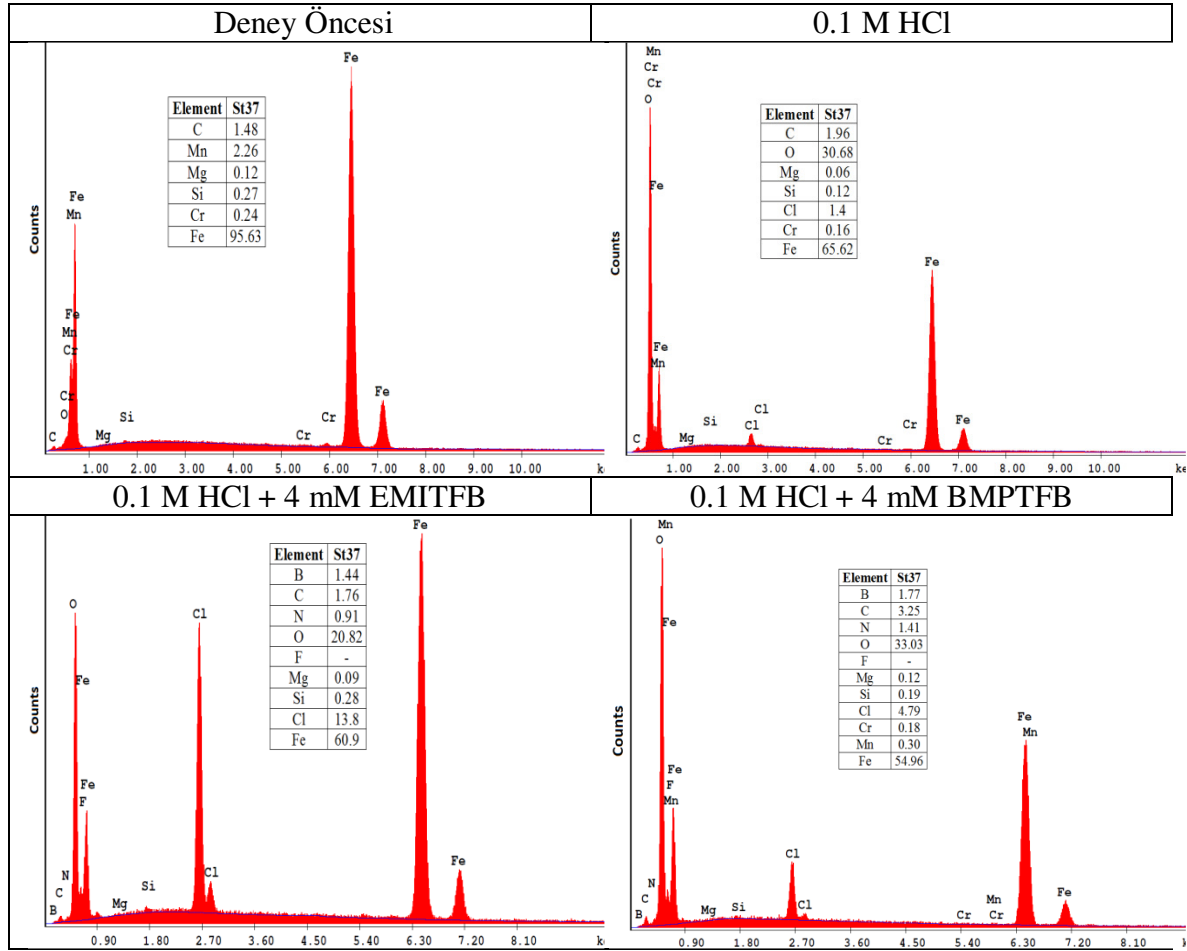 Deney Öncesi
Fe
Element St37
C 1.48
Mn 2.26
Mg 0.12
Si 0.27
Cr 0.24
Fe 95.63
Fe
Mn
Counts
Fe
Mn
Cr
Cr
O
C
Mg
Si
Cr
Cr
Fe
1.00 2.00 3.00 4.00 5.00 6.00 7.00 8.00 9.00 10.00 ke
0.1 M HCl
Mn
Cr
Cr
O
Fe
Element St37
C 1.96
O 30.68
Mg 0.06
Si 0.12
Cl 1.4
Cr 0.16
Fe 65.62
Counts
Fe
Fe
Mn
C
Mg
Si
Cl
Cl
Cr
Cr
Fe
1.00 2.00 3.00 4.00 5.00 6.00 7.00 8.00 9.00 10.00 ke
0.1 M HCl + 4 mM EMITFB
Fe
Element St37
B 1.44
C 1.76
N 0.91
O 20.82
F -
Mg 0.09
Si 0.28
Cl 13.8
Fe 60.9
O
Cl
Fe
Counts
Fe
F
N
C
B
Mg
Si
Cl
Fe
0.90 1.80 2.70 3.60 4.50 5.40 6.30 7.20 8.10 ke
0.1 M HCl + 4 mM BMPTFB
Mn
O
Fe
Element St37
B 1.77
C 3.25
N 1.41
O 33.03
F -
Mg 0.12
Si 0.19
Cl 4.79
Cr 0.18
Mn 0.30
Fe 54.96
Counts
Fe
Mn
Fe
F
Mn
N
C
B
Mg
Si
Cl
Cl
Cr
Mn
Cr
Fe
0.90 1.80 2.70 3.60 4.50 5.40 6.30 7.20 8.10 ke